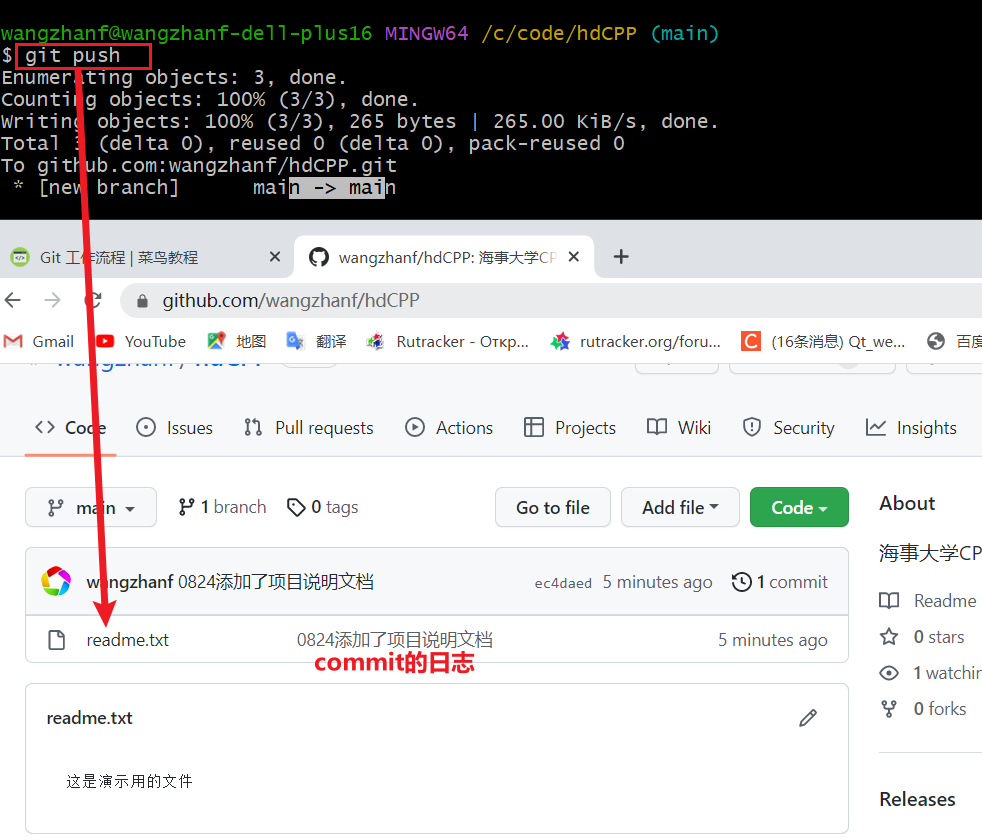 wangzhanf@wangzhanf-dell-plus16 MINGW64 /c/code/hdCPP (main)
$ git push
Enumerating objects: 3, done.
Counting objects: 100% (3/3), done.
Writing objects: 100% (3/3), 265 bytes | 265.00 KiB/s, done.
Total 3 (delta 0), reused 0 (delta 0), pack-reused 0
To github.com:wangzhanf/hdCPP.git
* [new branch] main -> main
Git 工作流程 | 菜鸟教程
wangzhanf/hdCPP: 海事大学CP
github.com/wangzhanf/hdCPP
Gmail YouTube 地图 翻译 Rutracker - Откр... rutracker.org/foru... (16条消息) Qt_we... 百度
Code Issues Pull requests Actions Projects Wiki Security Insights
main 1 branch 0 tags Go to file Add file Code
About
海事大学CP
wangzhanf 0824添加了项目说明文档 ec4daed 5 minutes ago 1 commit
Readme
readme.txt 0824添加了项目说明文档 5 minutes ago
0 stars
commit的日志
1 watchin
0 forks
readme.txt
这是演示用的文件
Releases